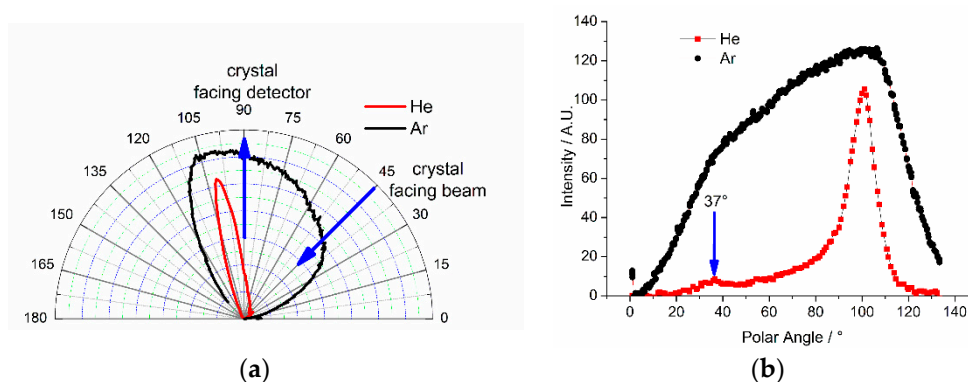 crystal
facing detector
He
Ar
90
105
75
120
60
135
45
crystal
facing beam
150
30
165
15
180
0
(a)
b)
140
120
100
80
60
40
20
0
Intensity / A.U.
He
Ar
37°
0 20 40 60 80 100 120 140
Polar Angle / °
(b)